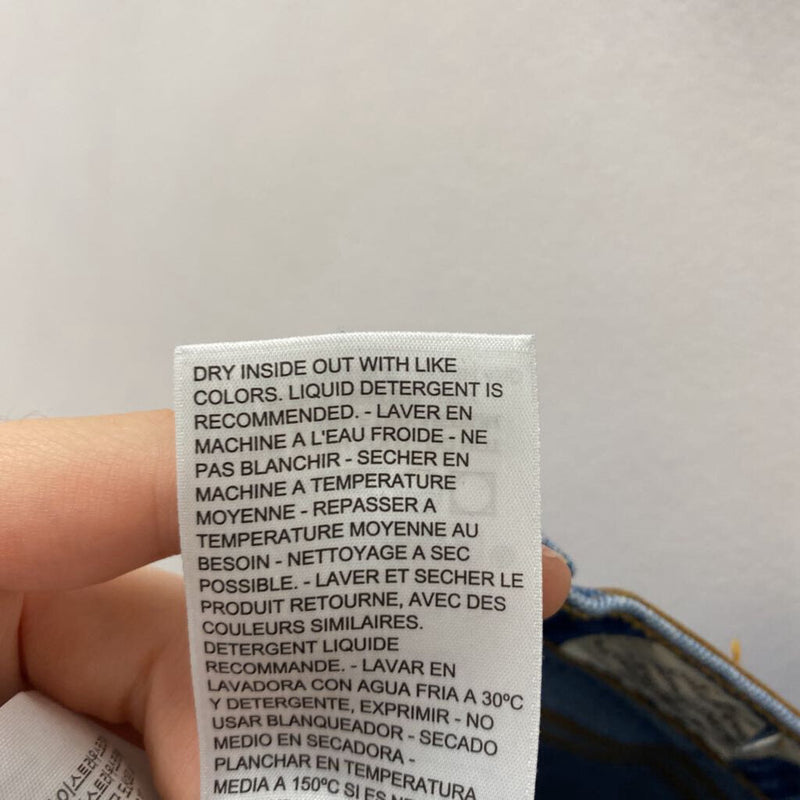 DRY INSIDE OUT WITH LIKE
COLORS. LIQUID DETERGENT IS
RECOMMENDED. - LAVER EN
MACHINE A L'EAU FROIDE - NE
PAS BLANCHIR - SECHER EN
MACHINE A TEMPERATURE
MOYENNE - REPASSER A
TEMPERATURE MOYENNE AU
BESOIN - NETTOYAGE A SEC
POSSIBLE. - LAVER ET SECHER LE
PRODUIT RETOURNE, AVEC DES
COULEURS SIMILAIRES.
DETERGENT LIQUIDE
RECOMMANDE. - LAVAR EN
LAVADORA CON AGUA FRIA A 30ºC
Y DETERGENTE, EXPRIMIR - NO
USAR BLANQUEADOR - SECADO
MEDIO EN SECADORA -
PLANCHAR EN TEMPERATURA
MEDIA A 150ºC SI ES